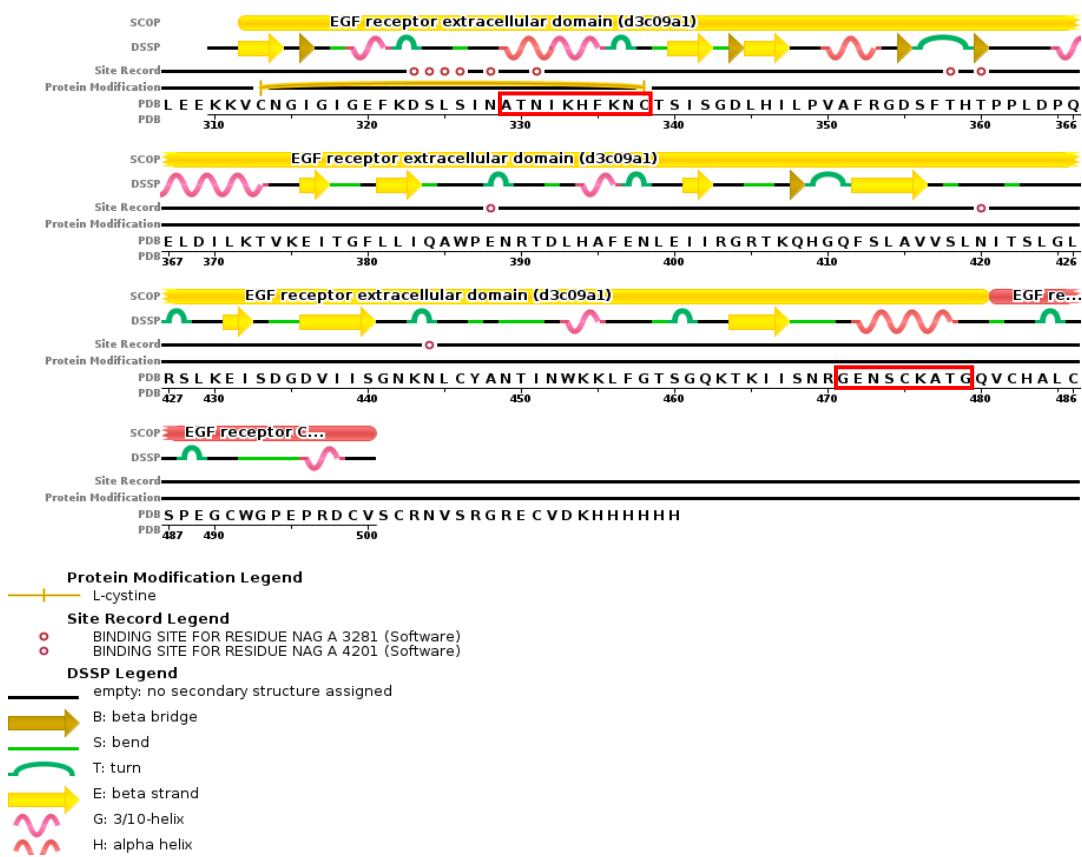 SCOP EGF receptor extracellular domain (d3c09a1)
DSSP
Site Record
Protein Modification
PDB L E E K K V C N G I G I G E F K D S L S I N A T N I K H F K N C T S I S G D L H I L P V A F R G D S F T H T P P L D P Q
PDB 310 320 330 340 350 360
SCOP EGF receptor extracellular domain (d3c09a1)
DSSP
Site Record
Protein Modification
PDB E L D I L K T V K E I T G F L L I Q A W P E N R T D L H A F E N L E I I R G R T K Q H G Q F S L A V V S L N I T S L G L
PDB 367 370 380 390 400 410 420 426
SCOP EGF receptor extracellular domain (d3c09a1) EGF re...
DSSP
Site Record
Protein Modification
PDB R S L K E I S D G D V I I S G N K N L C Y A N T I N W K K L F G T S G Q K T K I I S N R G E N S C K A T G Q V C H A L C
PDB 427 430 440 450 460 470 480 486
SCOP EGF receptor C...
DSSP
Site Record
Protein Modification
PDB S P E G C W G P E P R D C V S C R N V S R G R E C V D K H H H H H H
PDB 487 490 500
Protein Modification Legend
L-cystine
Site Record Legend
BINDING SITE FOR RESIDUE NAG A 3281 (Software)
BINDING SITE FOR RESIDUE NAG A 4201 (Software)
DSSP Legend
empty: no secondary structure assigned
B: beta bridge
S: bend
T: turn
E: beta strand
G: 3/10-helix
H: alpha helix